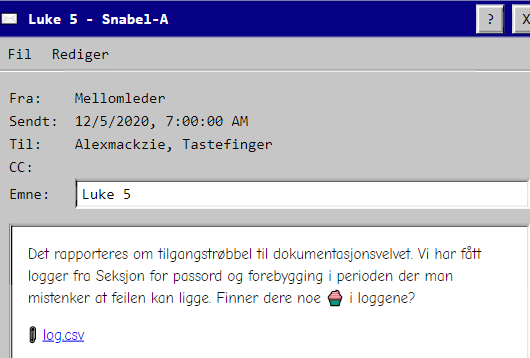 Luke 5 - Snabel-A
? X
Fil Rediger
Fra: Mellomleder
Sendt: 12/5/2020, 7:00:00 AM
Til: Alexmackzie, Tastefinger
CC:
Emne: Luke 5
Det rapporteres om tilgangstrøbbel til dokumentasjonsvelvet. Vi har fått
logger fra Seksjon for passord og forebygging i perioden der man
mistenker at feilen kan ligge. Finner dere noe 🧁 i loggene?
log.csv